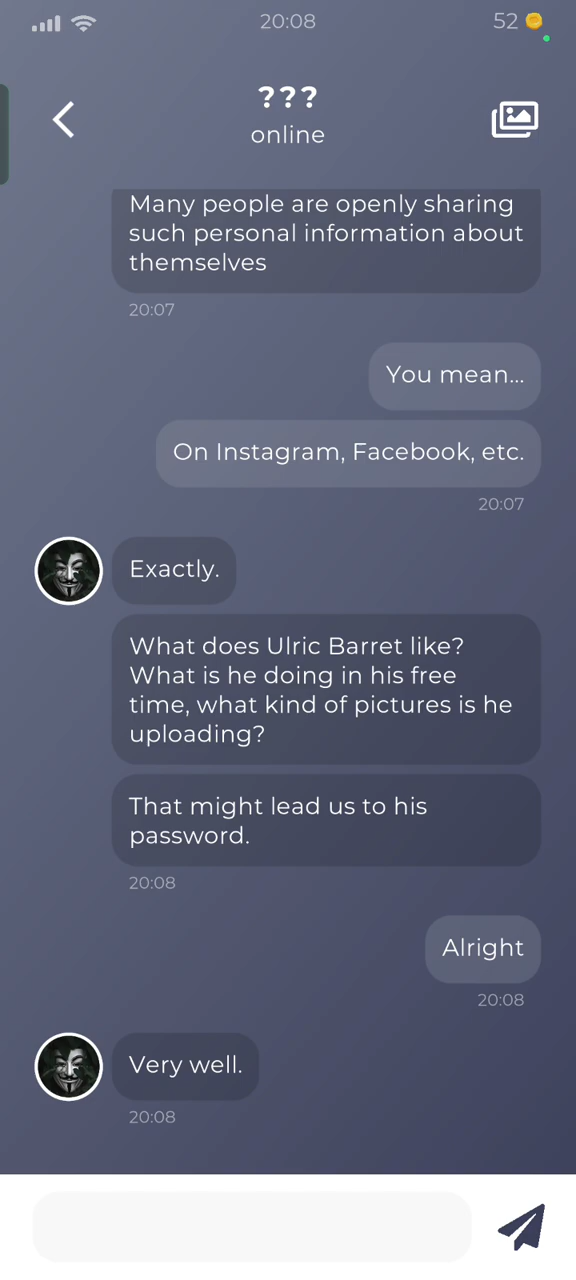 20:08
52
???
online
Many people are openly sharing
such personal information about
themselves
20:07
You mean...
On Instagram, Facebook, etc.
20:07
Exactly.
What does Ulric Barret like?
What is he doing in his free
time, what kind of pictures is he
uploading?
That might lead us to his
password.
20:08
Alright
20:08
Very well.
20:08